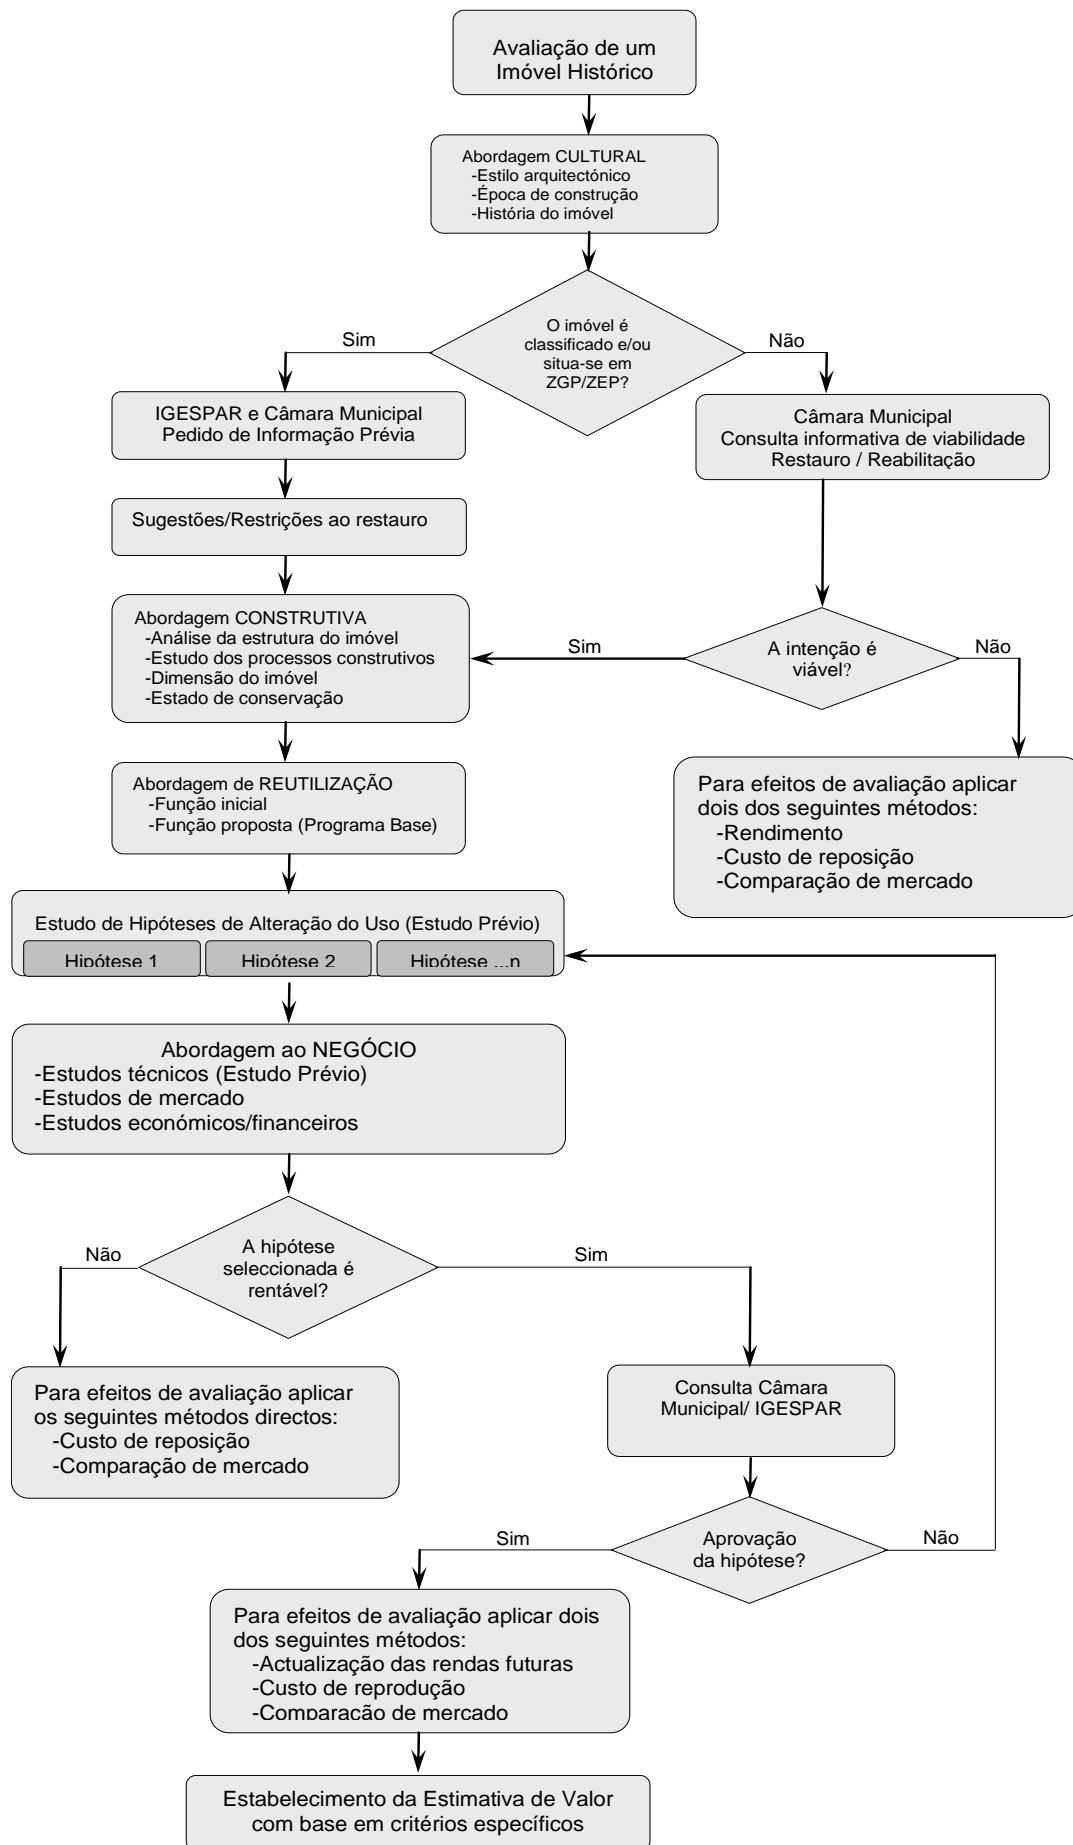 Avaliação de um
Imóvel Histórico
Abordagem CULTURAL
-Estilo arquitectónico
-Época de construção
-História do imóvel
O imóvel é
classificado e/ou
situa-se em
ZGP/ZEP?
Sim
Não
IGESPAR e Câmara Municipal
Pedido de Informação Prévia
Câmara Municipal
Consulta informativa de viabilidade
Restauro / Reabilitação
Sugestões/Restrições ao restauro
Abordagem CONSTRUTIVA
-Análise da estrutura do imóvel
-Estudo dos processos construtivos
-Dimensão do imóvel
-Estado de conservação
Sim
A intenção é
viável?
Não
Abordagem de REUTILIZAÇÃO
-Função inicial
-Função proposta (Programa Base)
Para efeitos de avaliação aplicar
dois dos seguintes métodos:
-Rendimento
-Custo de reposição
-Comparação de mercado
Estudo de Hipóteses de Alteração do Uso (Estudo Prévio)
Hipótese 1
Hipótese 2
Hipótese ...n
Abordagem ao NEGÓCIO
-Estudos técnicos (Estudo Prévio)
-Estudos de mercado
-Estudos económicos/financeiros
Não
A hipótese
seleccionada é
rentável?
Sim
Para efeitos de avaliação aplicar
os seguintes métodos directos:
-Custo de reposição
-Comparação de mercado
Consulta Câmara
Municipal/ IGESPAR
Sim
Aprovação
da hipótese?
Não
Para efeitos de avaliação aplicar dois
dos seguintes métodos:
-Actualização das rendas futuras
-Custo de reprodução
-Comparação de mercado
Estabelecimento da Estimativa de Valor
com base em critérios específicos